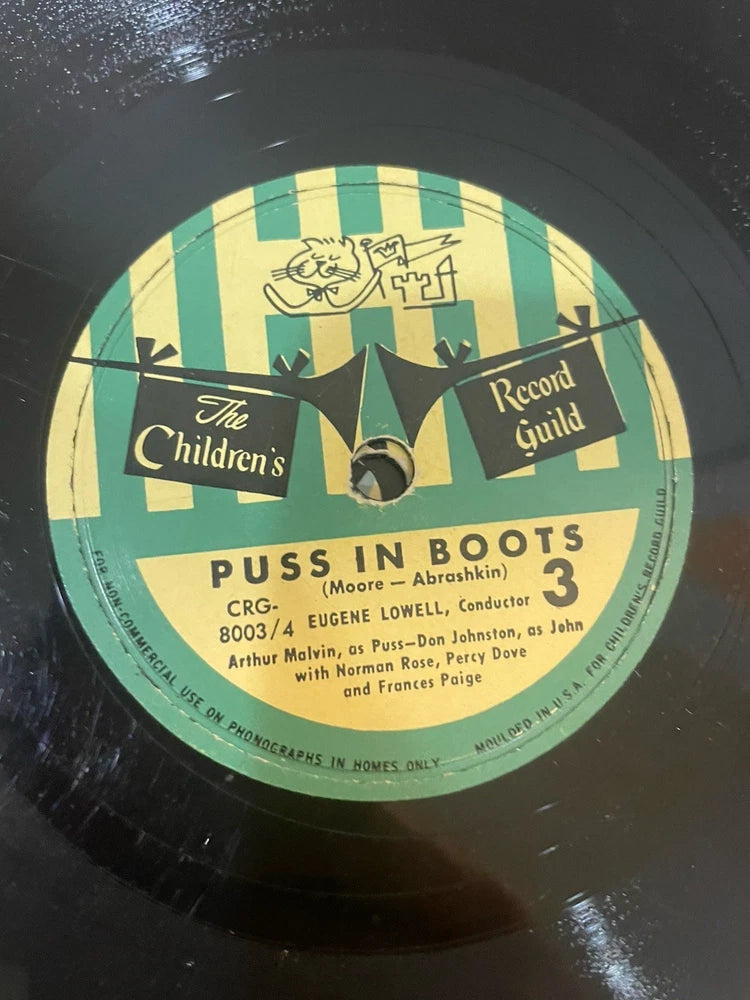 The
Children's
Record
Guild
PUSS IN BOOTS
(Moore — Abrashkin)
CRG-
8003/4
EUGENE LOWELL, Conductor
3
Arthur Malvin, as Puss—Don Johnston, as John
with Norman Rose, Percy Dove
and Frances Paige
FOR NON-COMMERCIAL USE ON PHONOGRAPHS IN HOMES ONLY
MOULDED IN U.S.A. FOR CHILDREN'S RECORD GUILD